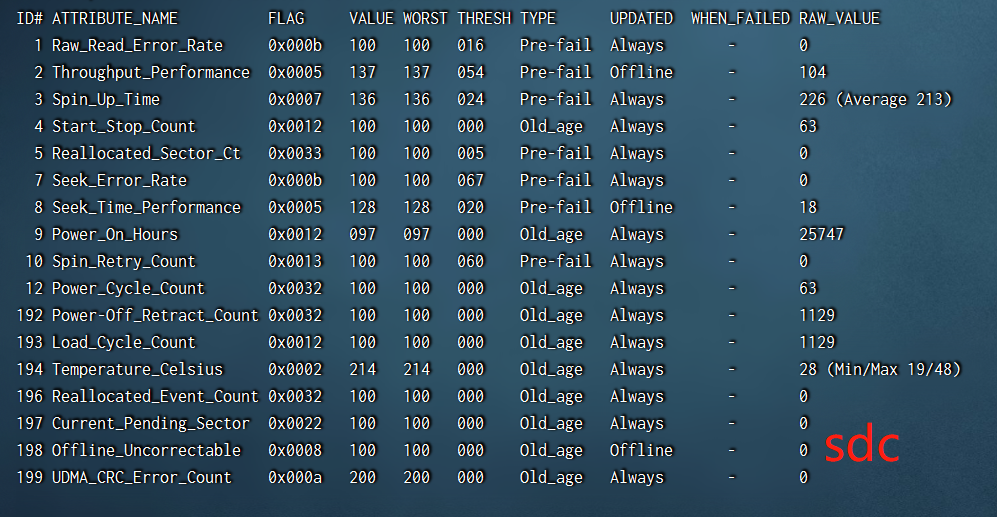 ID# ATTRIBUTE_NAME FLAG VALUE WORST THRESH TYPE UPDATED WHEN_FAILED RAW_VALUE
1 Raw_Read_Error_Rate 0x000b 100 100 016 Pre-fail Always - 0
2 Throughput_Performance 0x0005 137 137 054 Pre-fail Offline - 104
3 Spin_Up_Time 0x0007 136 136 024 Pre-fail Always - 226 (Average 213)
4 Start_Stop_Count 0x0012 100 100 000 Old_age Always - 63
5 Reallocated_Sector_Ct 0x0033 100 100 005 Pre-fail Always - 0
7 Seek_Error_Rate 0x000b 100 100 067 Pre-fail Always - 0
8 Seek_Time_Performance 0x0005 128 128 020 Pre-fail Offline - 18
9 Power_On_Hours 0x0012 097 097 000 Old_age Always - 25747
10 Spin_Retry_Count 0x0013 100 100 060 Pre-fail Always - 0
12 Power_Cycle_Count 0x0032 100 100 000 Old_age Always - 63
192 Power-Off_Retract_Count 0x0032 100 100 000 Old_age Always - 1129
193 Load_Cycle_Count 0x0012 100 100 000 Old_age Always - 1129
194 Temperature_Celsius 0x0002 214 214 000 Old_age Always - 28 (Min/Max 19/48)
196 Reallocated_Event_Count 0x0032 100 100 000 Old_age Always - 0
197 Current_Pending_Sector 0x0022 100 100 000 Old_age Always - 0
198 Offline_Uncorrectable 0x0008 100 100 000 Old_age Offline - 0 sdc
199 UDMA_CRC_Error_Count 0x000a 200 200 000 Old_age Always - 0